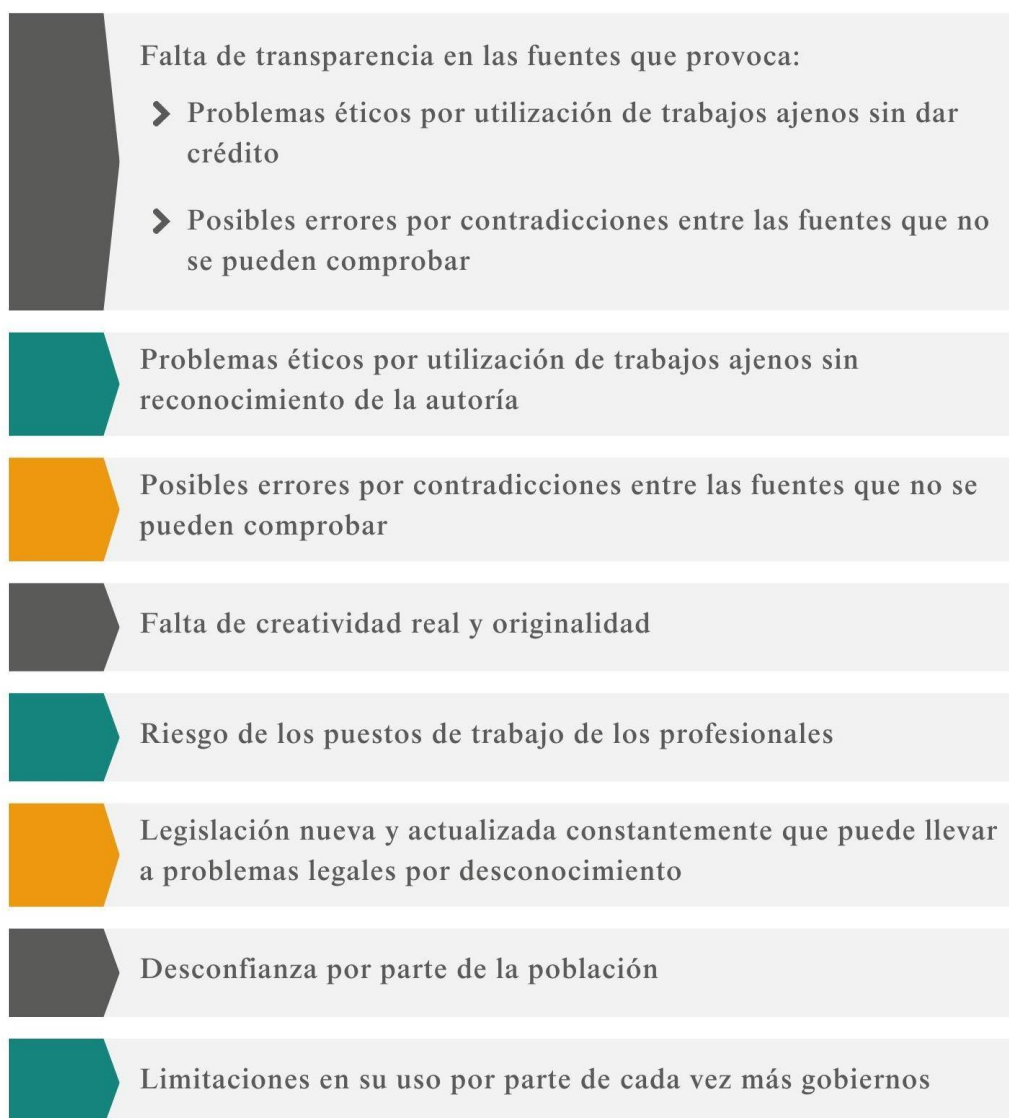 Falta de transparencia en las fuentes que provoca:
Problemas éticos por utilización de trabajos ajenos sin dar
crédito
Posibles errores por contradicciones entre las fuentes que no
se pueden comprobar
Problemas éticos por utilización de trabajos ajenos sin
reconocimiento de la autoría
Posibles errores por contradicciones entre las fuentes que no se
pueden comprobar
Falta de creatividad real y originalidad
Riesgo de los puestos de trabajo de los profesionales
Legislación nueva y actualizada constantemente que puede llevar
a problemas legales por desconocimiento
Desconfianza por parte de la población
Limitaciones en su uso por parte de cada vez más gobiernos